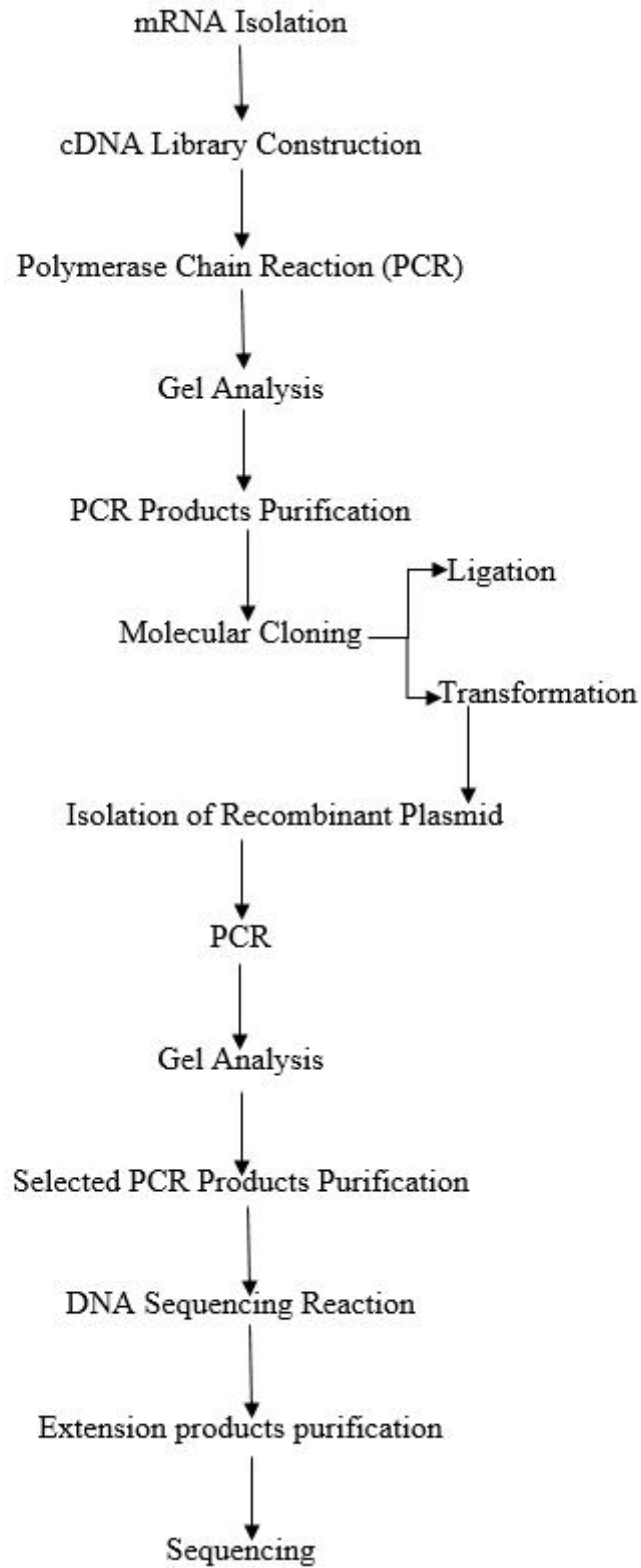 mRNA Isolation
cDNA Library Construction
Polymerase Chain Reaction (PCR)
Gel Analysis
PCR Products Purification
Molecular Cloning
Ligation
Transformation
Isolation of Recombinant Plasmid
PCR
Gel Analysis
Selected PCR Products Purification
DNA Sequencing Reaction
Extension products purification
Sequencing